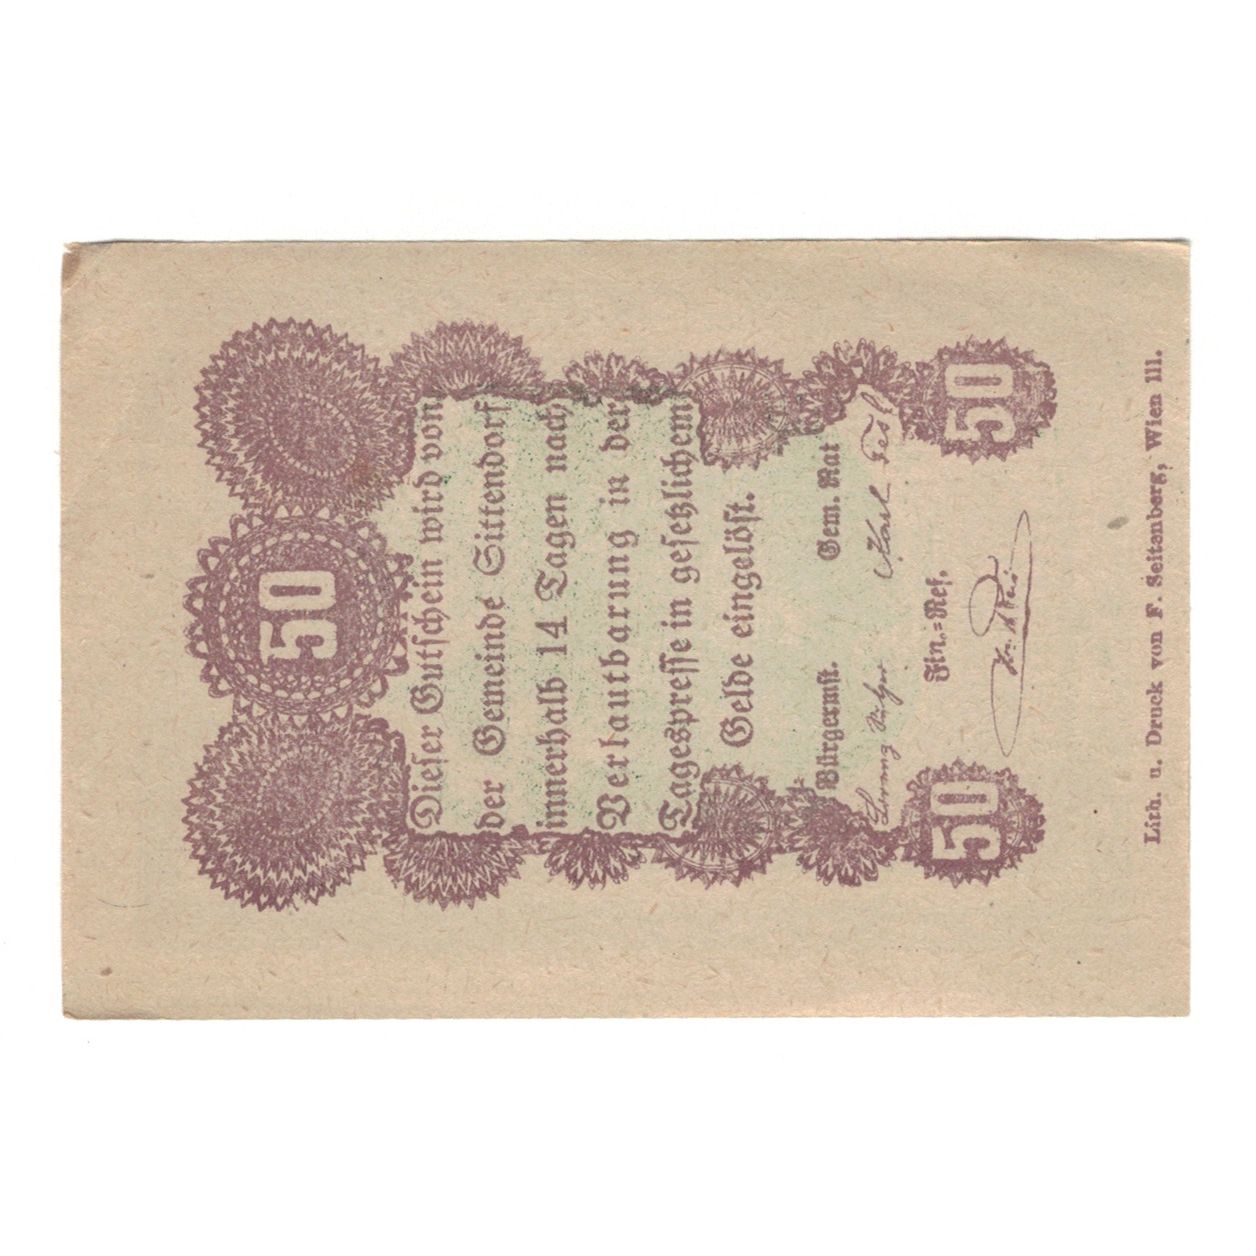 50
Dieser Gutschein wird von
der Gemeinde Sittendorf
innerhalb 14 Tagen nach
Verlautbarung in der
Tagespresse in gesetzlichem
Gelde eingelöst.
Bürgermst. Gem. Rat
Karl
Fin.=Ref.
50 50
Lith. u. Druck von F. Seitenberg, Wien III.